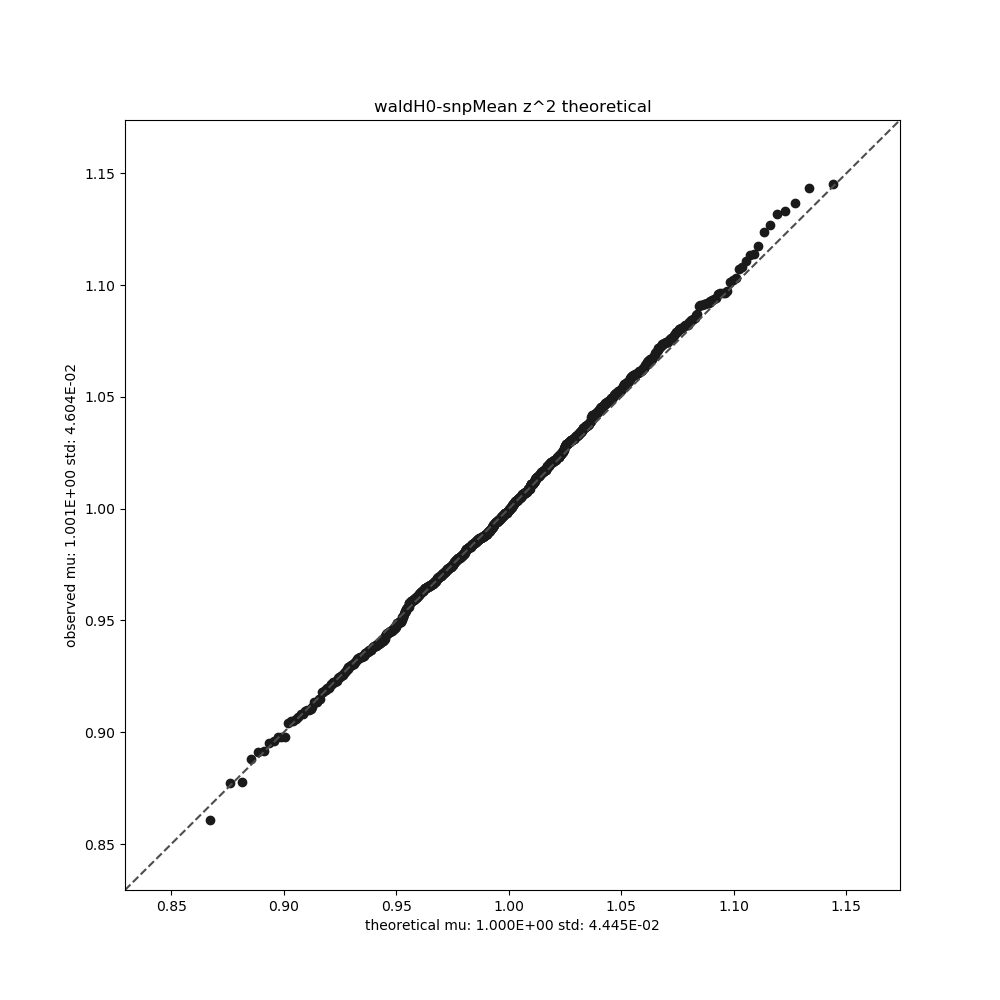 waldH0-snpMean z^2 theoretical
1.15
1.10
1.05
1.00
0.95
0.90
0.85
observed mu: 1.001E+00 std: 4.604E-02
0.85 0.90 0.95 1.00 1.05 1.10 1.15
theoretical mu: 1.000E+00 std: 4.445E-02